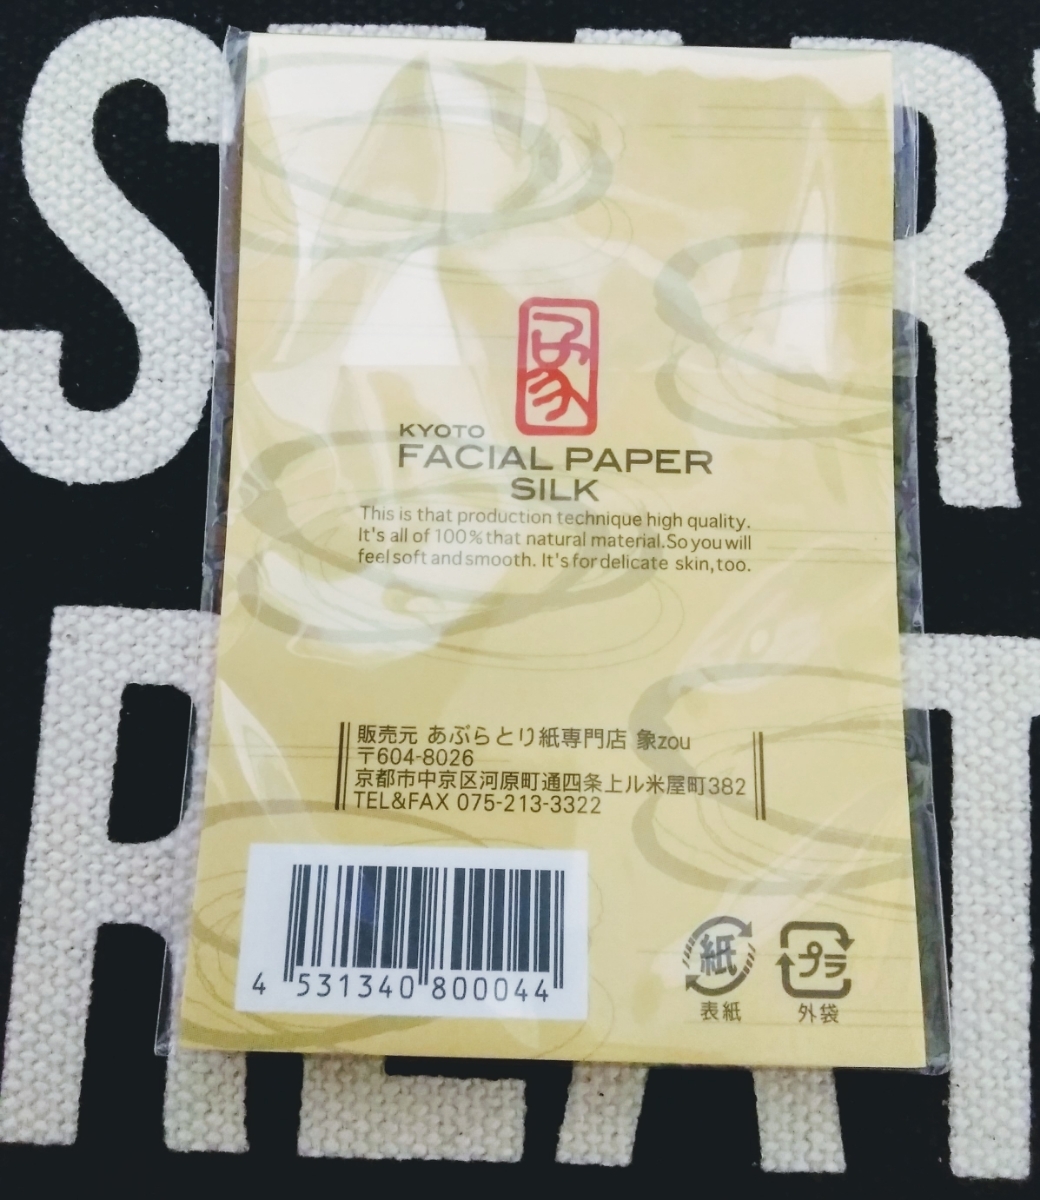 象
KYOTO
FACIAL PAPER
SILK
This is that production technique high quality.
It's all of 100%that natural material.So you will
feel soft and smooth. It's for delicate skin,too.
販売元 あぶらとり紙専門店 象zou
〒604-8026
京都市中京区河原町通四条上ル米屋町382
TEL&FAX 075-213-3322
4 531340 800044
紙
表紙
プラ
外袋